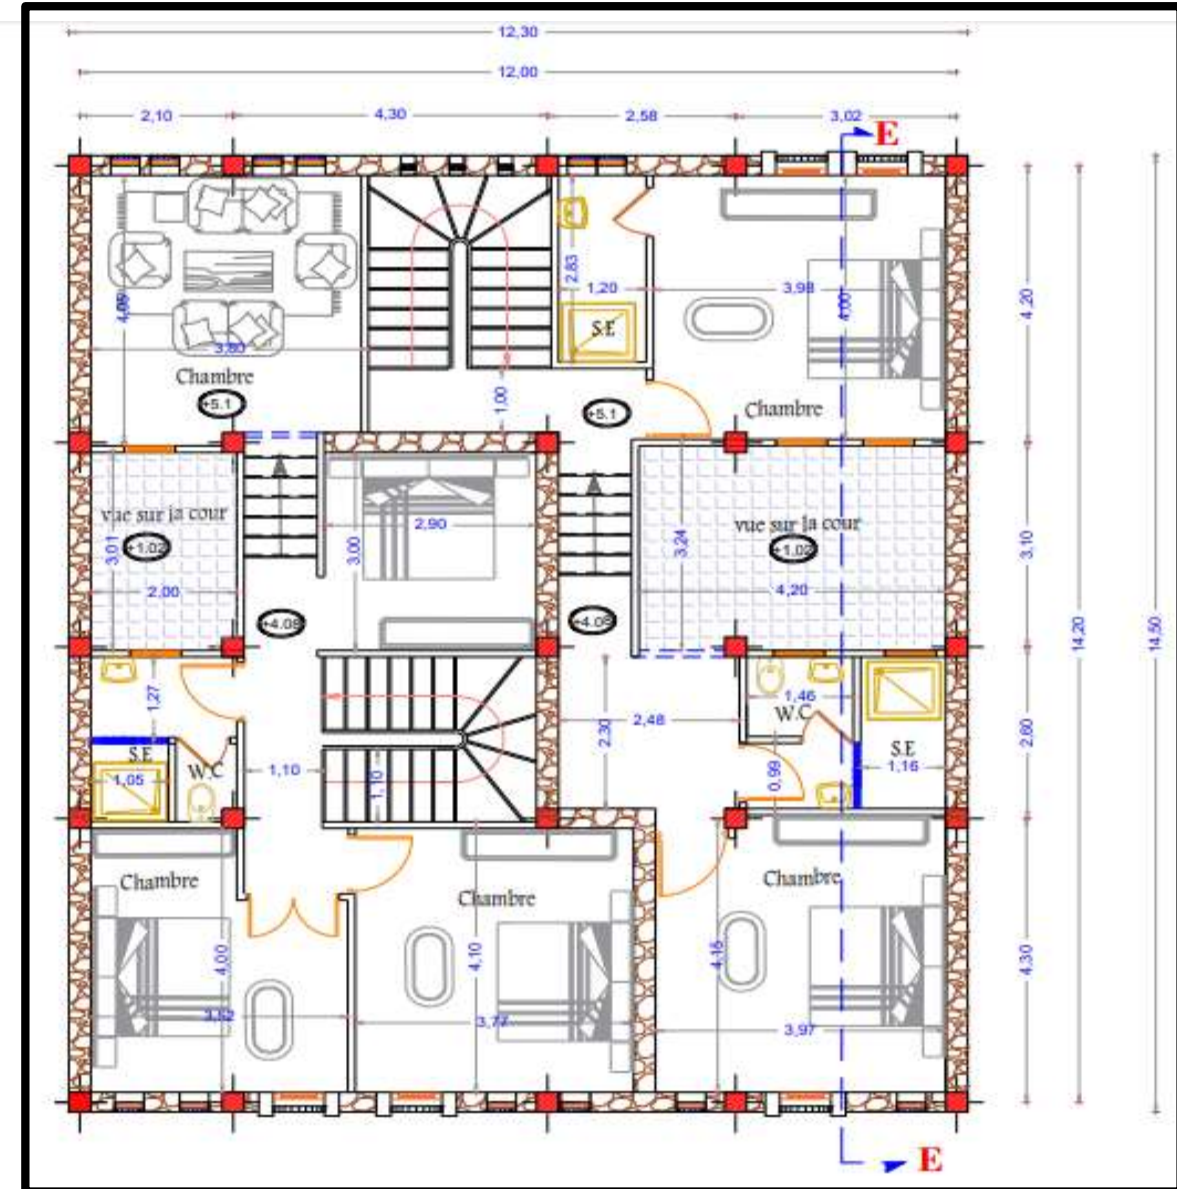 12,30
12,00
2,10 4,30 2,58 3,02
E
2,83
1,20
3,98
4,00
4,20
S.E
3,80
Chambre
+5.1
1,00
+5.1
Chambre
vue sur la cour
+1.02
3,01
2,00
2,90
3,00
3,24
vue sur la cour
+1.02
4,20
3,10
14,20
14,50
+4.08
1,27
S.E
1,05
W.C
1,10
1,10
2,30
2,48
1,46
W.C
0,99
S.E
1,16
2,60
Chambre
4,00
3,52
Chambre
4,10
3,77
Chambre
4,15
3,97
4,30
E